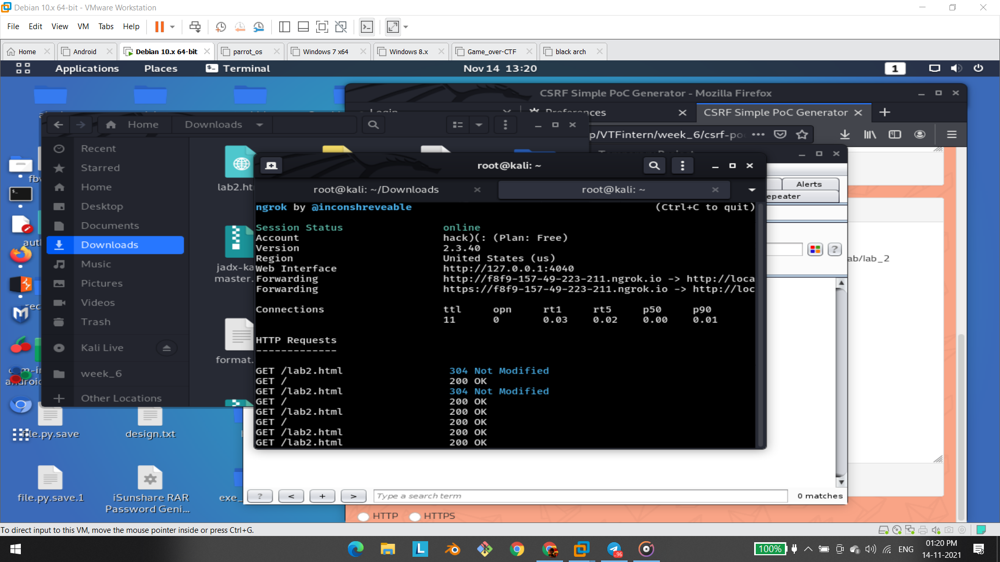 Debian 10.x 64-bit - VMware Workstation
File Edit View VM Tabs Help
Home
Android
Debian 10.x 64-bit
parrot_os
Windows 7 x64
Windows 8.x
Game_over-CTF
black arch
Applications Places Terminal
Nov 14 13:20
1
CSRF Simple PoC Generator - Mozilla Firefox
Login
Preferences
CSRF Simple PoC Generator
p/VTFintern/week_6/csrf-po
Home Downloads
Recent
Starred
Home
Desktop
Documents
Downloads
Music
Pictures
Videos
Trash
Kali Live
week_6
Other Locations
lab2.ht
jadx-ka
master.
format.
root@kali: ~
root@kali: ~/Downloads
root@kali: ~
ngrok by @inconshreveable (Ctrl+C to quit)
Session Status online
Account hack)(: (Plan: Free)
Version 2.3.40
Region United States (us)
Web Interface http://127.0.0.1:4040
Forwarding http://f8f9-157-49-223-211.ngrok.io -> http://loca
Forwarding https://f8f9-157-49-223-211.ngrok.io -> http://loc
Connections ttl opn rt1 rt5 p50 p90
11 0 0.03 0.02 0.00 0.01
HTTP Requests
-------------
GET /lab2.html 304 Not Modified
GET / 200 OK
GET /lab2.html 304 Not Modified
GET / 200 OK
GET /lab2.html 200 OK
GET / 200 OK
GET /lab2.html 200 OK
GET /lab2.html 200 OK
Alerts
epeater
ab/lab_2
? < + >
Type a search term
0 matches
HTTP HTTPS
file.py.save
design.txt
file.py.save.1
iSunshare RAR
Password Geni...
exe_
To direct input to this VM, move the mouse pointer inside or press Ctrl+G.
100%
ENG
01:20 PM
14-11-2021